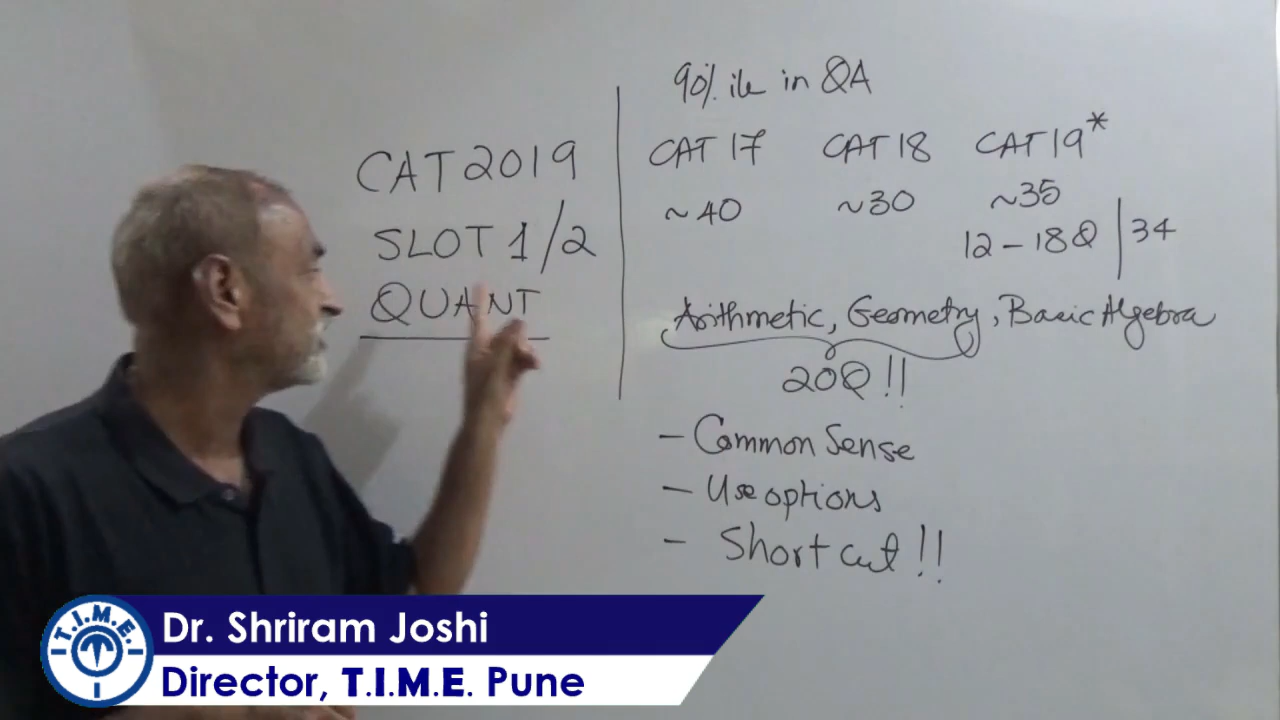 CAT 2019
SLOT 1/2
QUANT
90%ile in QA
CAT 17 CAT 18 CAT 19*
~40 ~30 ~35
12 - 18Q | 34
Arithmetic, Geometry, Basic Algebra
20Q!!
- Common Sense
- Use options
- Short cut!!
T.I.M.E.
Dr. Shriram Joshi
Director, T.I.M.E. Pune